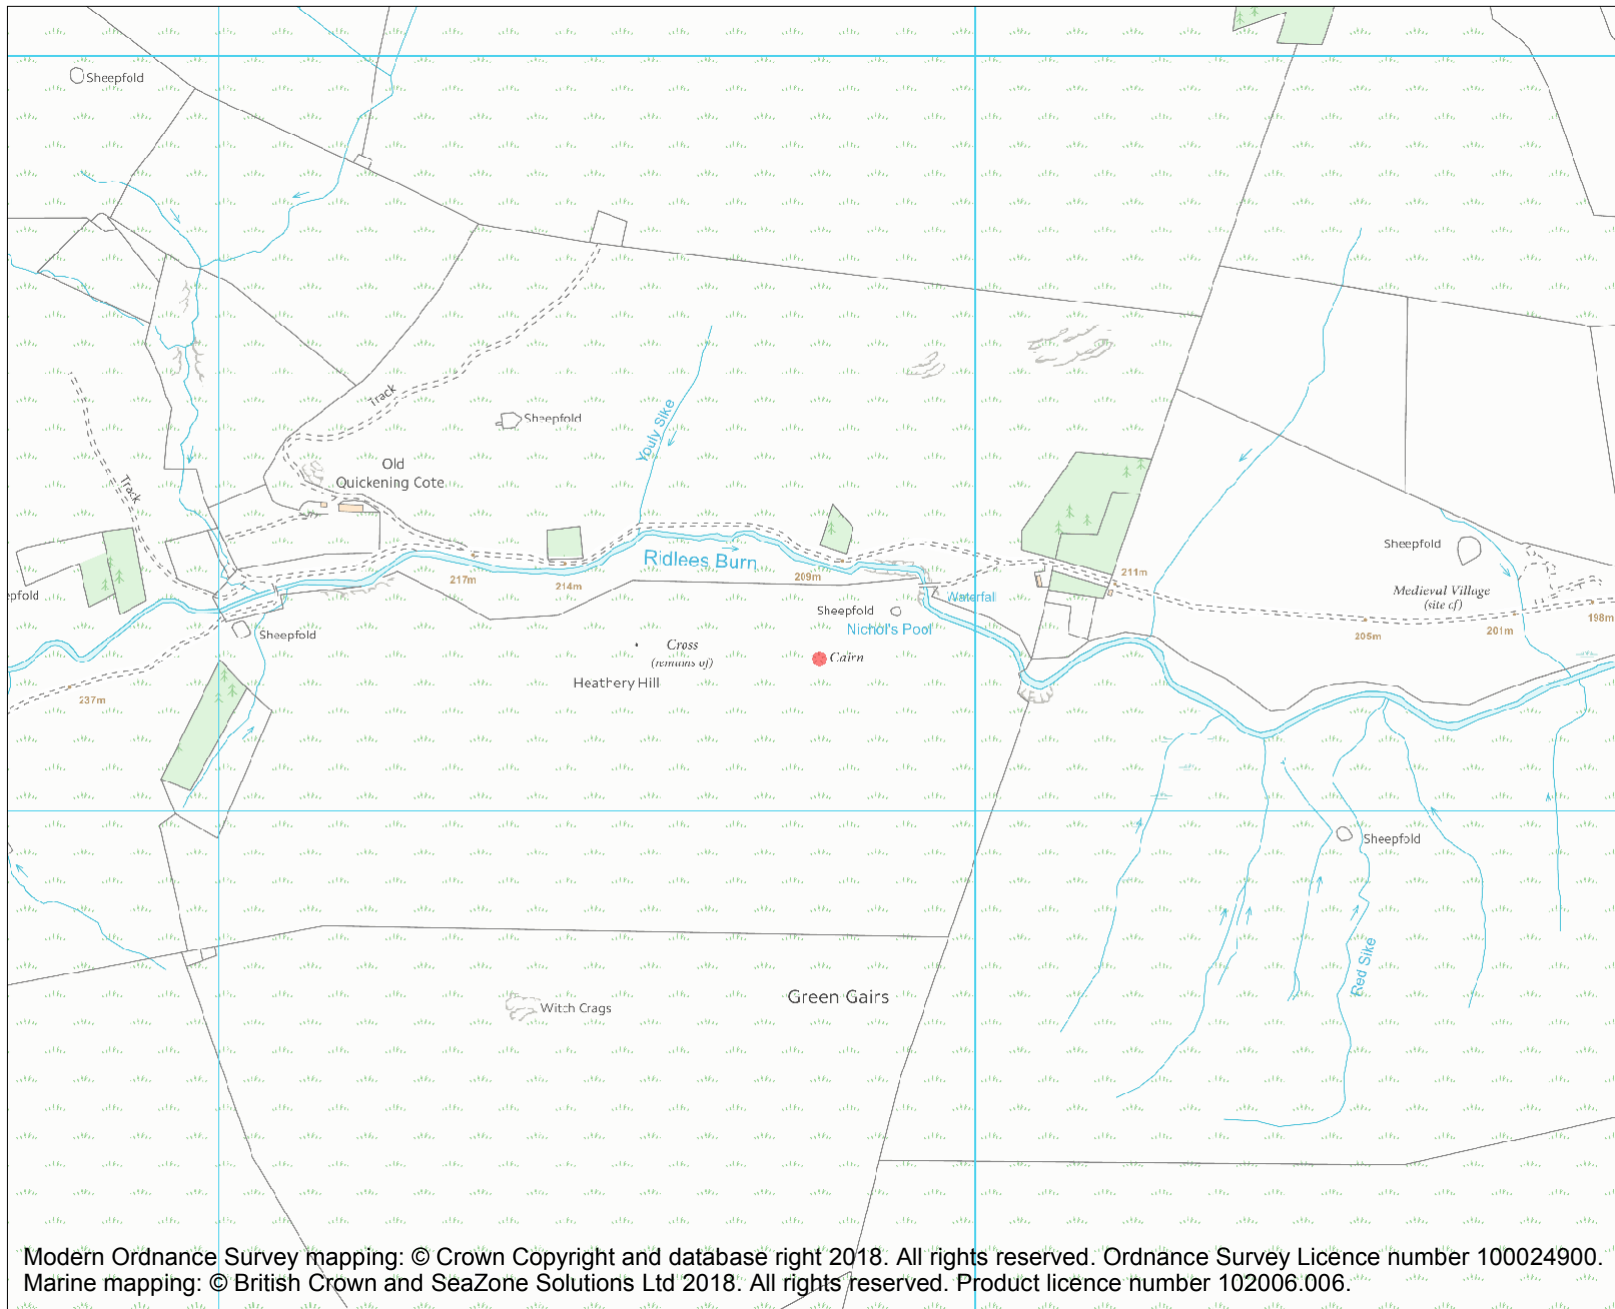 Sheepfold
Track
Sheepfold
Youly Sike
Old
Quickening Cote
Track
Ridlees Burn
217m
214m
209m
211m
Sheepfold
Medieval Village
(site of)
198m
201m
205m
epfold
Sheepfold
Waterfall
Sheepfold
Nichol's Pool
Cross
(remains of)
Cairn
Heathery Hill
237m
Sheepfold
Red Sike
Green Gairs
Witch Crags
Modern Ordnance Survey mapping: © Crown Copyright and database right 2018. All rights reserved. Ordnance Survey Licence number 100024900.
Marine mapping: © British Crown and SeaZone Solutions Ltd 2018. All rights reserved. Product licence number 102006.006.